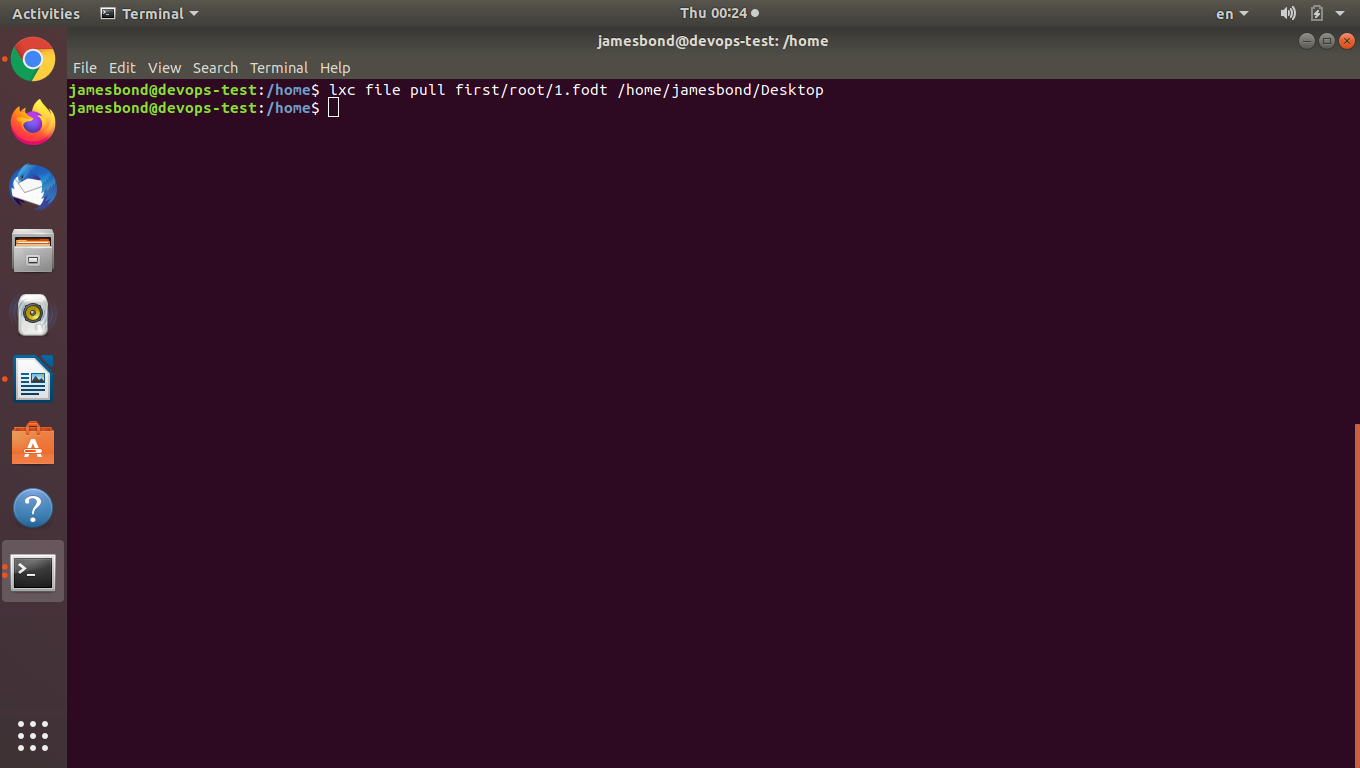 Activities Terminal Thu 00:24 en
jamesbond@devops-test: /home
File Edit View Search Terminal Help
jamesbond@devops-test:/home$ lxc file pull first/root/1.fodt /home/jamesbond/Desktop
jamesbond@devops-test:/home$